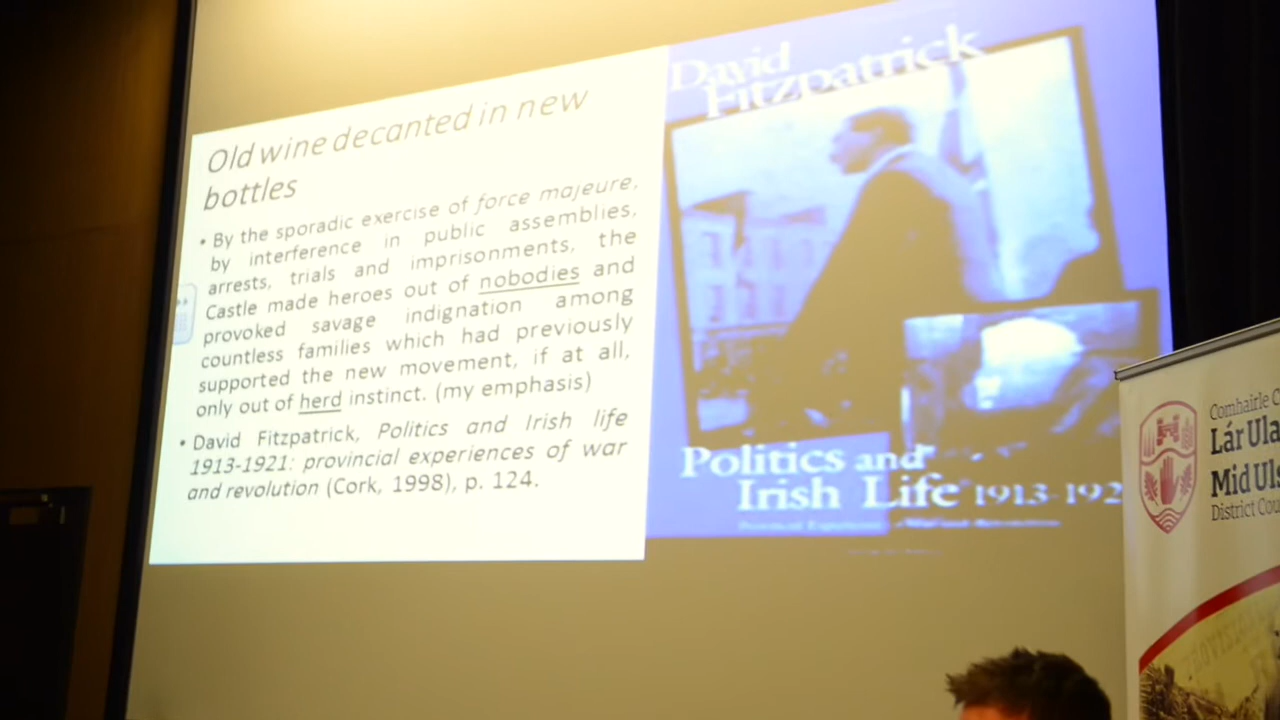 Old wine decanted in new
bottles
• By the sporadic exercise of force majeure,
by interference in public assemblies,
arrests, trials and imprisonments, the
Castle made heroes out of nobodies and
provoked savage indignation among
countless families which had previously
supported the new movement, if at all,
only out of herd instinct. (my emphasis)
• David Fitzpatrick, Politics and Irish life
1913-1921: provincial experiences of war
and revolution (Cork, 1998), p. 124.
David
Fitzpatrick
Politics and
Irish Life 1913-192
Comhairle C
Lár Ula
Mid Uls
District Cou